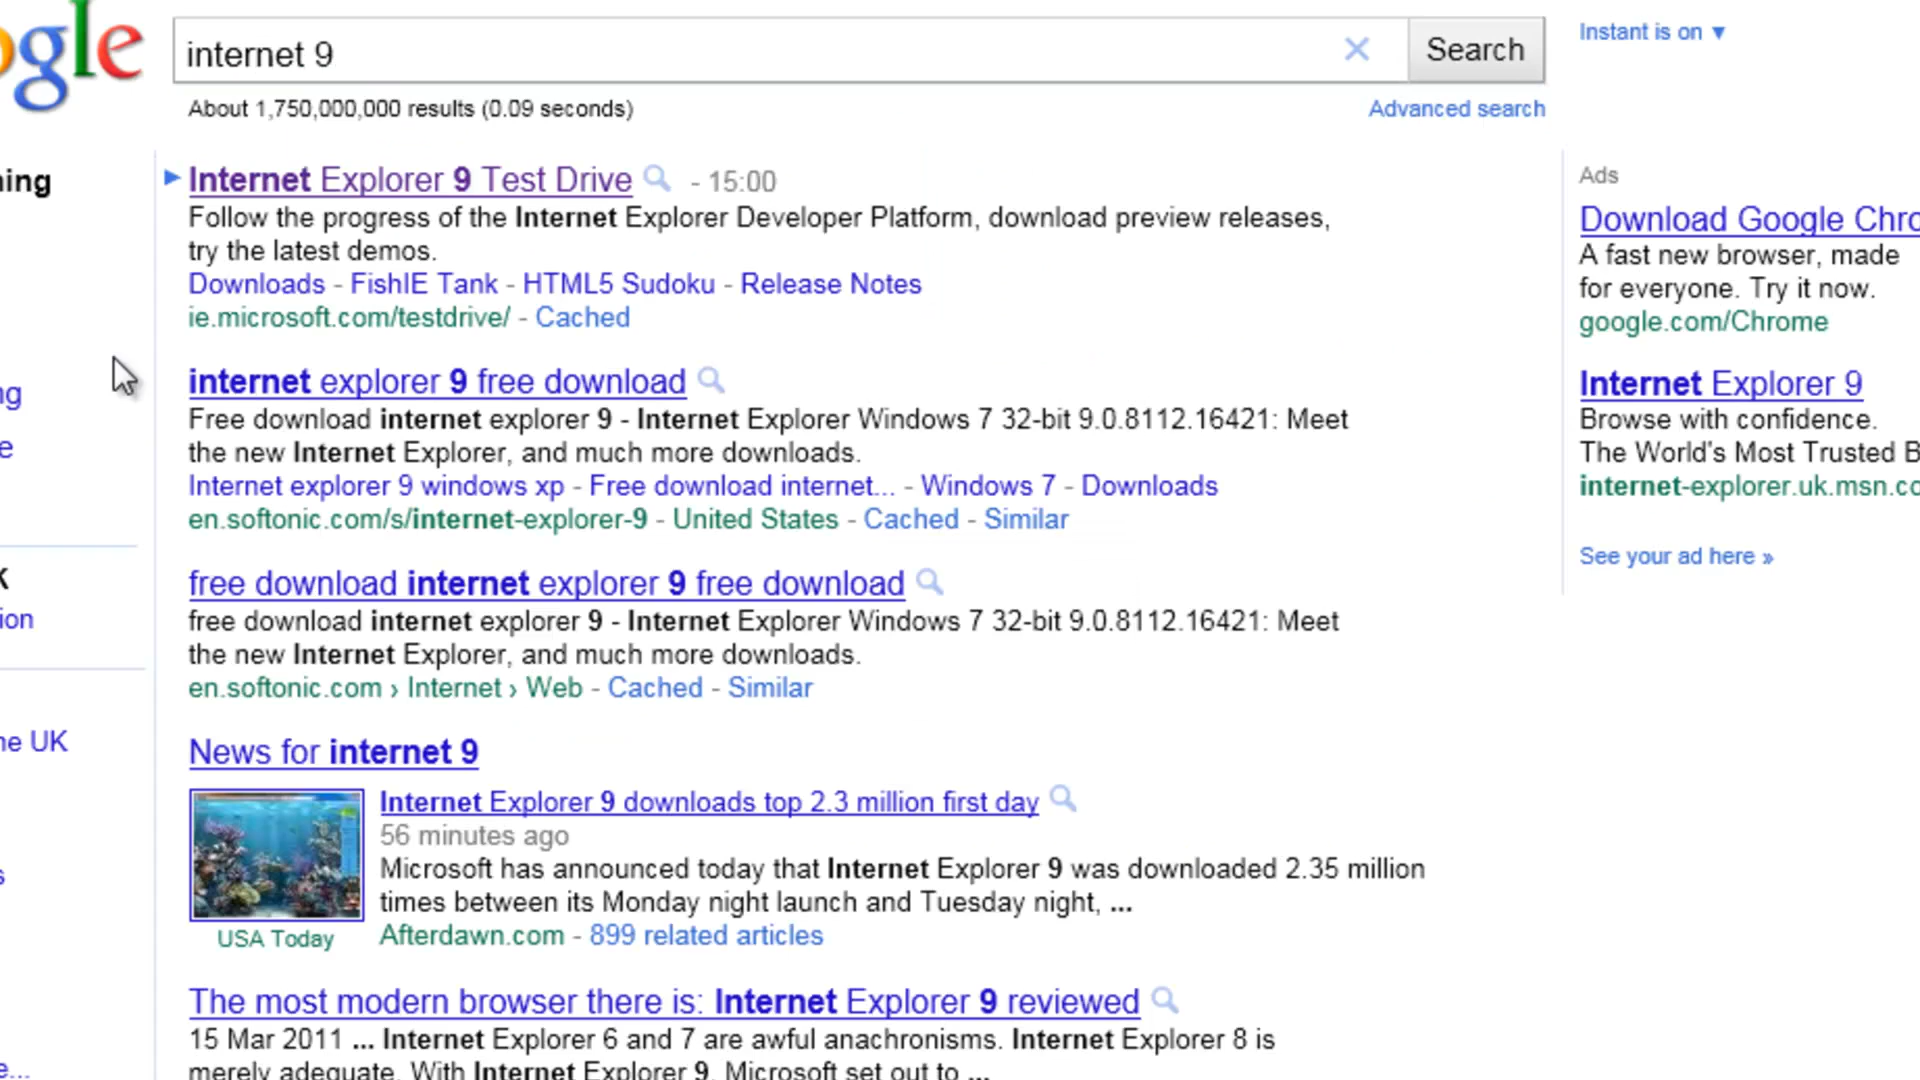 ogle
internet 9
Search
Instant is on ▼
About 1,750,000,000 results (0.09 seconds)
Advanced search
Internet Explorer 9 Test Drive - 15:00
Follow the progress of the Internet Explorer Developer Platform, download preview releases,
try the latest demos.
Downloads - FishIE Tank - HTML5 Sudoku - Release Notes
ie.microsoft.com/testdrive/ - Cached
internet explorer 9 free download
Free download internet explorer 9 - Internet Explorer Windows 7 32-bit 9.0.8112.16421: Meet
the new Internet Explorer, and much more downloads.
Internet explorer 9 windows xp - Free download internet... - Windows 7 - Downloads
en.softonic.com/s/internet-explorer-9 - United States - Cached - Similar
free download internet explorer 9 free download
free download internet explorer 9 - Internet Explorer Windows 7 32-bit 9.0.8112.16421: Meet
the new Internet Explorer, and much more downloads.
en.softonic.com › Internet › Web - Cached - Similar
News for internet 9
Internet Explorer 9 downloads top 2.3 million first day
56 minutes ago
Microsoft has announced today that Internet Explorer 9 was downloaded 2.35 million
times between its Monday night launch and Tuesday night, ...
Afterdawn.com - 899 related articles
USA Today
The most modern browser there is: Internet Explorer 9 reviewed
15 Mar 2011 ... Internet Explorer 6 and 7 are awful anachronisms. Internet Explorer 8 is
merely adequate. With Internet Explorer 9, Microsoft set out to ...
Ads
Download Google Chro
A fast new browser, made
for everyone. Try it now.
google.com/Chrome
Internet Explorer 9
Browse with confidence.
The World's Most Trusted B
internet-explorer.uk.msn.co
See your ad here »
ning
ng
e
ion
he UK
s
e...